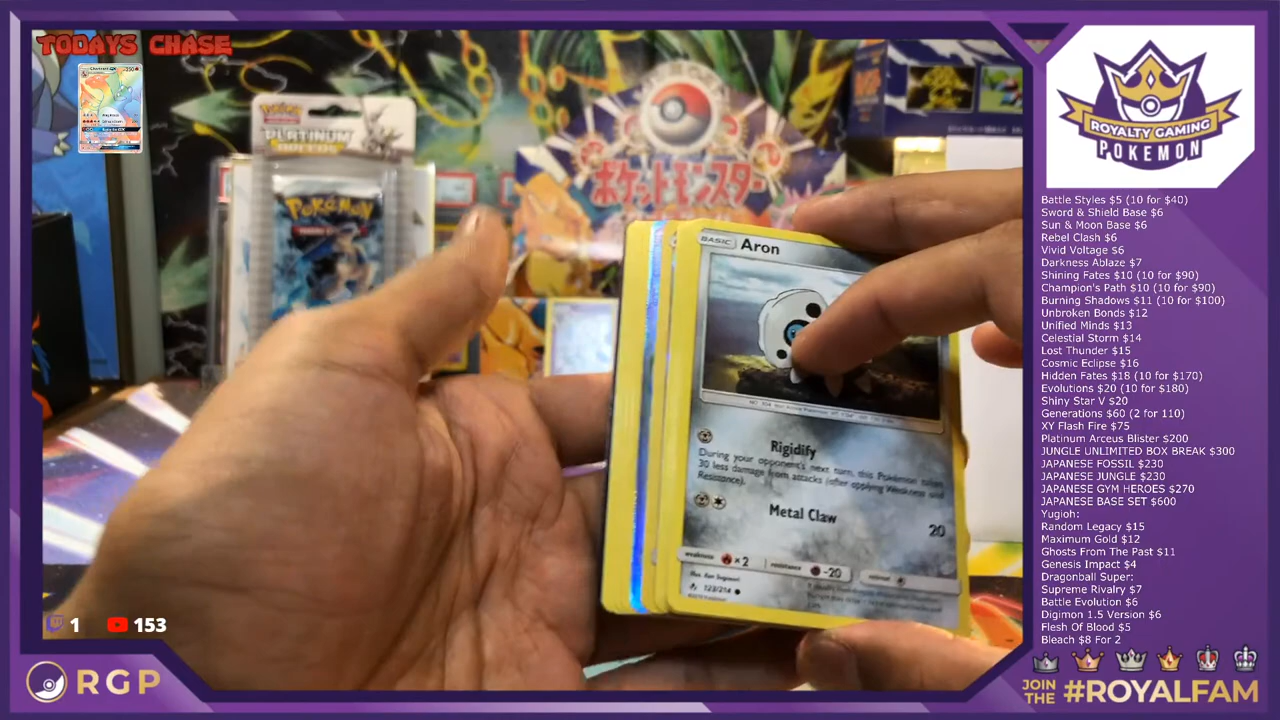 TODAYS CHASE
POKÉMON
PLATINUM
POKéMON
ポケットモンスター
BASIC Aron
Rigidify
During your opponent's next turn, this Pokémon takes
30 less damage from attacks (after applying Weakness and
Resistance).
Metal Claw
20
weakness ×2 resistance -20 retreat
123/214
1 153
RGP
ROYALTY GAMING
POKEMON
Battle Styles $5 (10 for $40)
Sword & Shield Base $6
Sun & Moon Base $6
Rebel Clash $6
Vivid Voltage $6
Darkness Ablaze $7
Shining Fates $10 (10 for $90)
Champion's Path $10 (10 for $90)
Burning Shadows $11 (10 for $100)
Unbroken Bonds $12
Unified Minds $13
Celestial Storm $14
Lost Thunder $15
Cosmic Eclipse $16
Hidden Fates $18 (10 for $170)
Evolutions $20 (10 for $180)
Shiny Star V $20
Generations $60 (2 for 110)
XY Flash Fire $75
Platinum Arceus Blister $200
JUNGLE UNLIMITED BOX BREAK $300
JAPANESE FOSSIL $230
JAPANESE JUNGLE $230
JAPANESE GYM HEROES $270
JAPANESE BASE SET $600
Yugioh:
Random Legacy $15
Maximum Gold $12
Ghosts From The Past $11
Genesis Impact $4
Dragonball Super:
Supreme Rivalry $7
Battle Evolution $6
Digimon 1.5 Version $6
Flesh Of Blood $5
Bleach $8 For 2
JOIN
THE #ROYALFAM